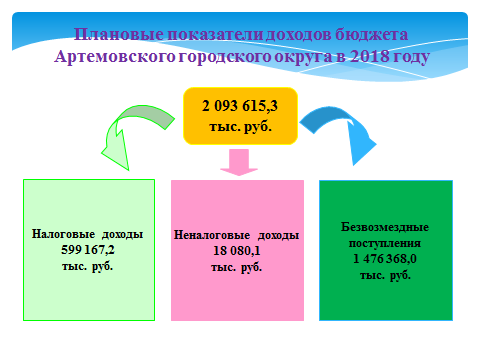 Плановые показатели доходов бюджета
Артемовского городского округа в 2018 году
2 093 615,3
тыс. руб.
Налоговые доходы
599 167,2
тыс. руб.
Неналоговые доходы
18 080,1
тыс. руб.
Безвозмездные
поступления
1 476 368,0
тыс. руб.